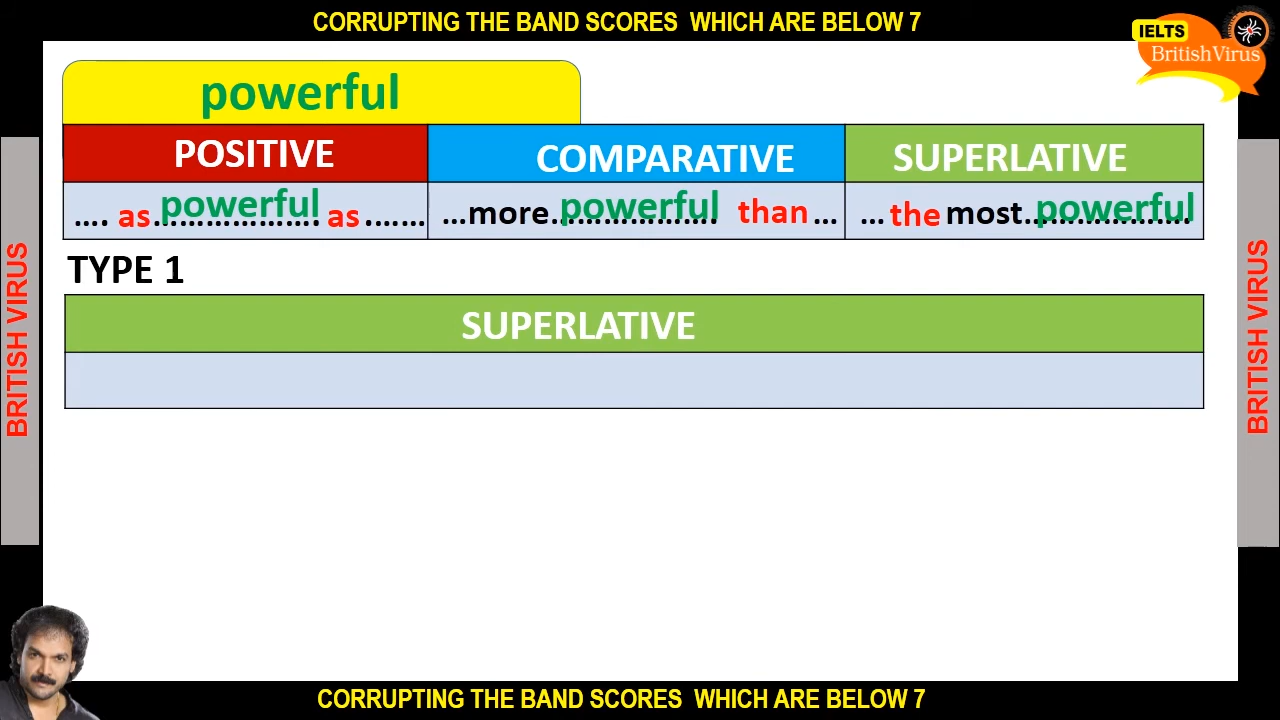 CORRUPTING THE BAND SCORES WHICH ARE BELOW 7
IELTS
BritishVirus
powerful
POSITIVE COMPARATIVE SUPERLATIVE
.... as powerful as ....... ...more powerful than ... ... the most powerful
TYPE 1
SUPERLATIVE
BRITISH VIRUS
BRITISH VIRUS
CORRUPTING THE BAND SCORES WHICH ARE BELOW 7